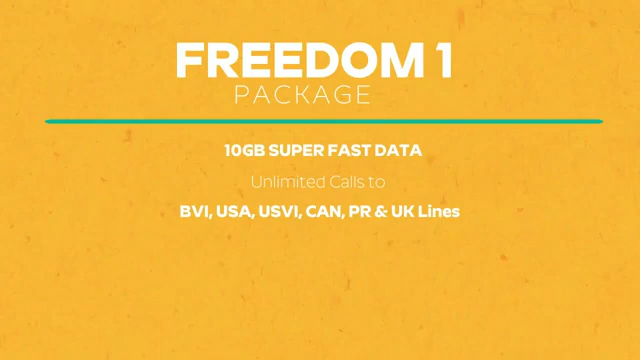 FREEDOM 1
PACKAGE
10GB SUPER FAST DATA
Unlimited Calls to
BVI, USA, USVI, CAN, PR & UK Lines